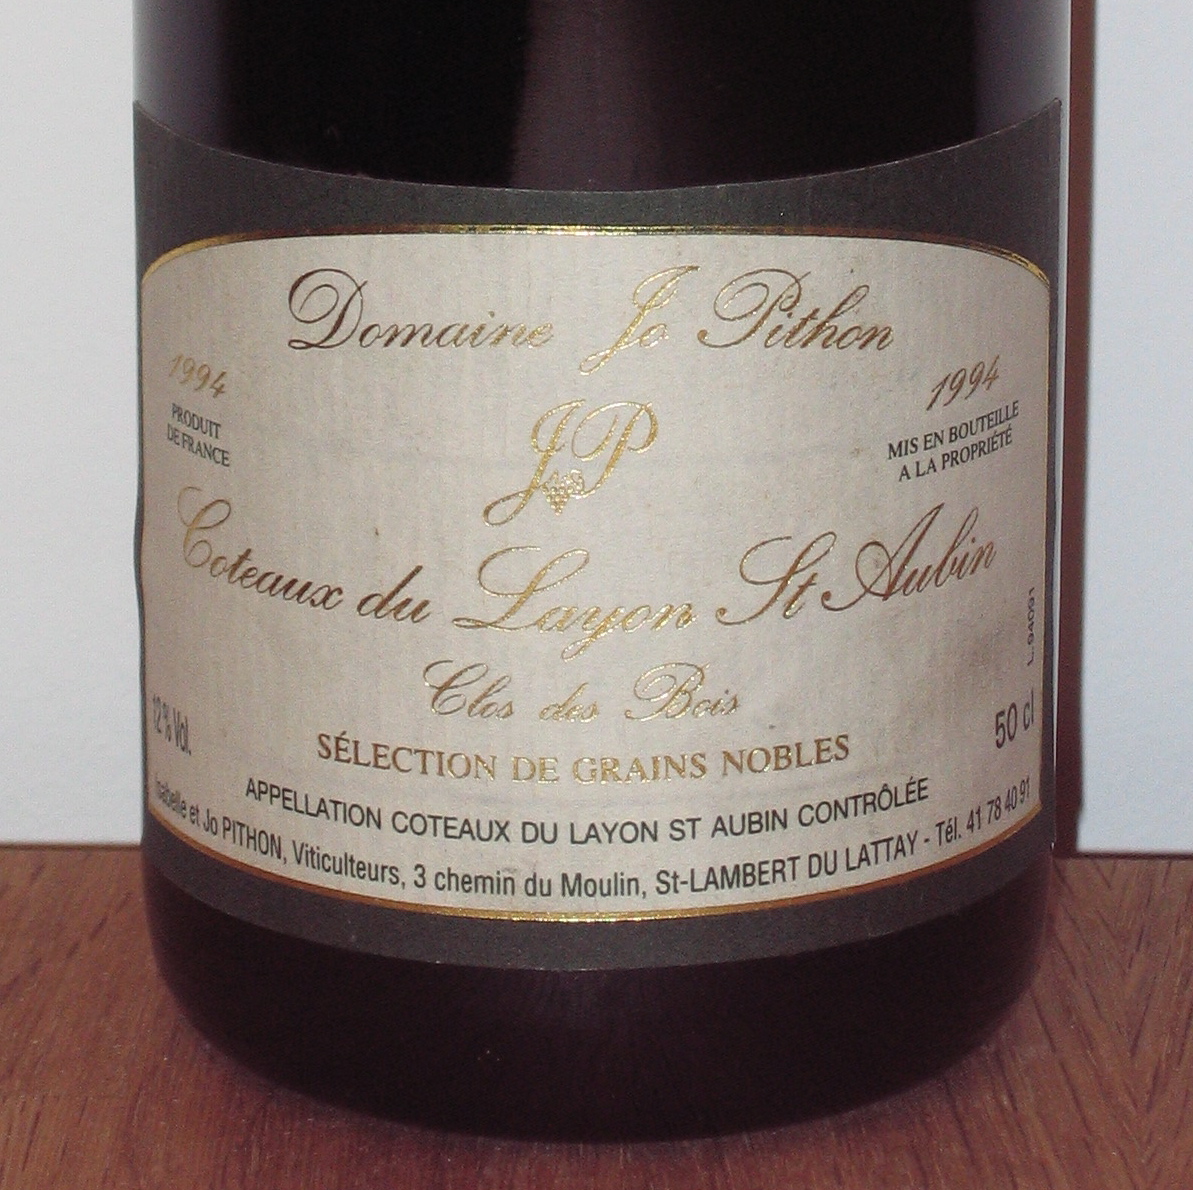 Domaine Jo Pithon
1994
PRODUIT
DE FRANCE
1994
MIS EN BOUTEILLE
A LA PROPRIÉTÉ
JP
Coteaux du Layon St Aubin
Clos des Bois
L.94091
12 % Vol.
50 cl
SÉLECTION DE GRAINS NOBLES
APPELLATION COTEAUX DU LAYON ST AUBIN CONTRÔLÉE
Isabelle et Jo PITHON, Viticulteurs, 3 chemin du Moulin, St-LAMBERT DU LATTAY - Tél. 41 78 40 91